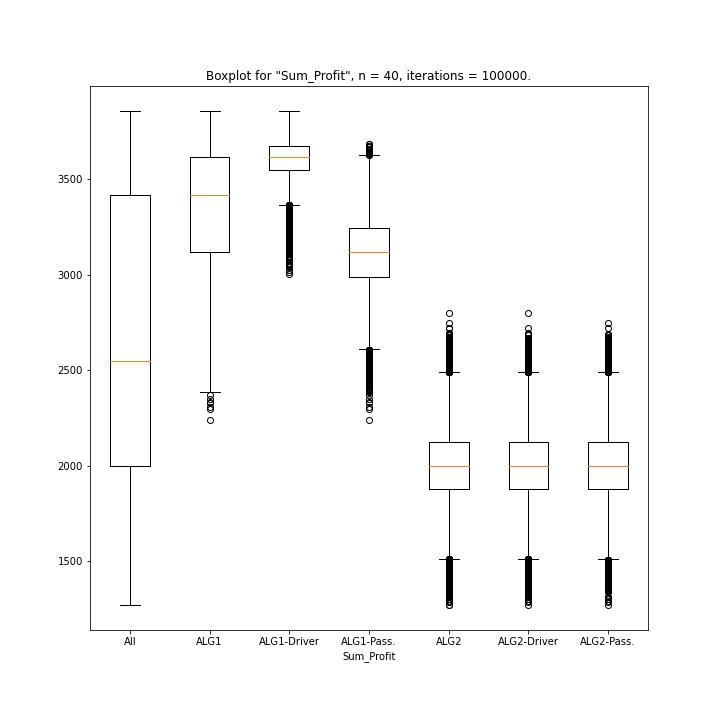 Boxplot for "Sum_Profit", n = 40, iterations = 100000.
3500
3000
2500
2000
1500
All ALG1 ALG1-Driver ALG1-Pass. ALG2 ALG2-Driver ALG2-Pass.
Sum_Profit